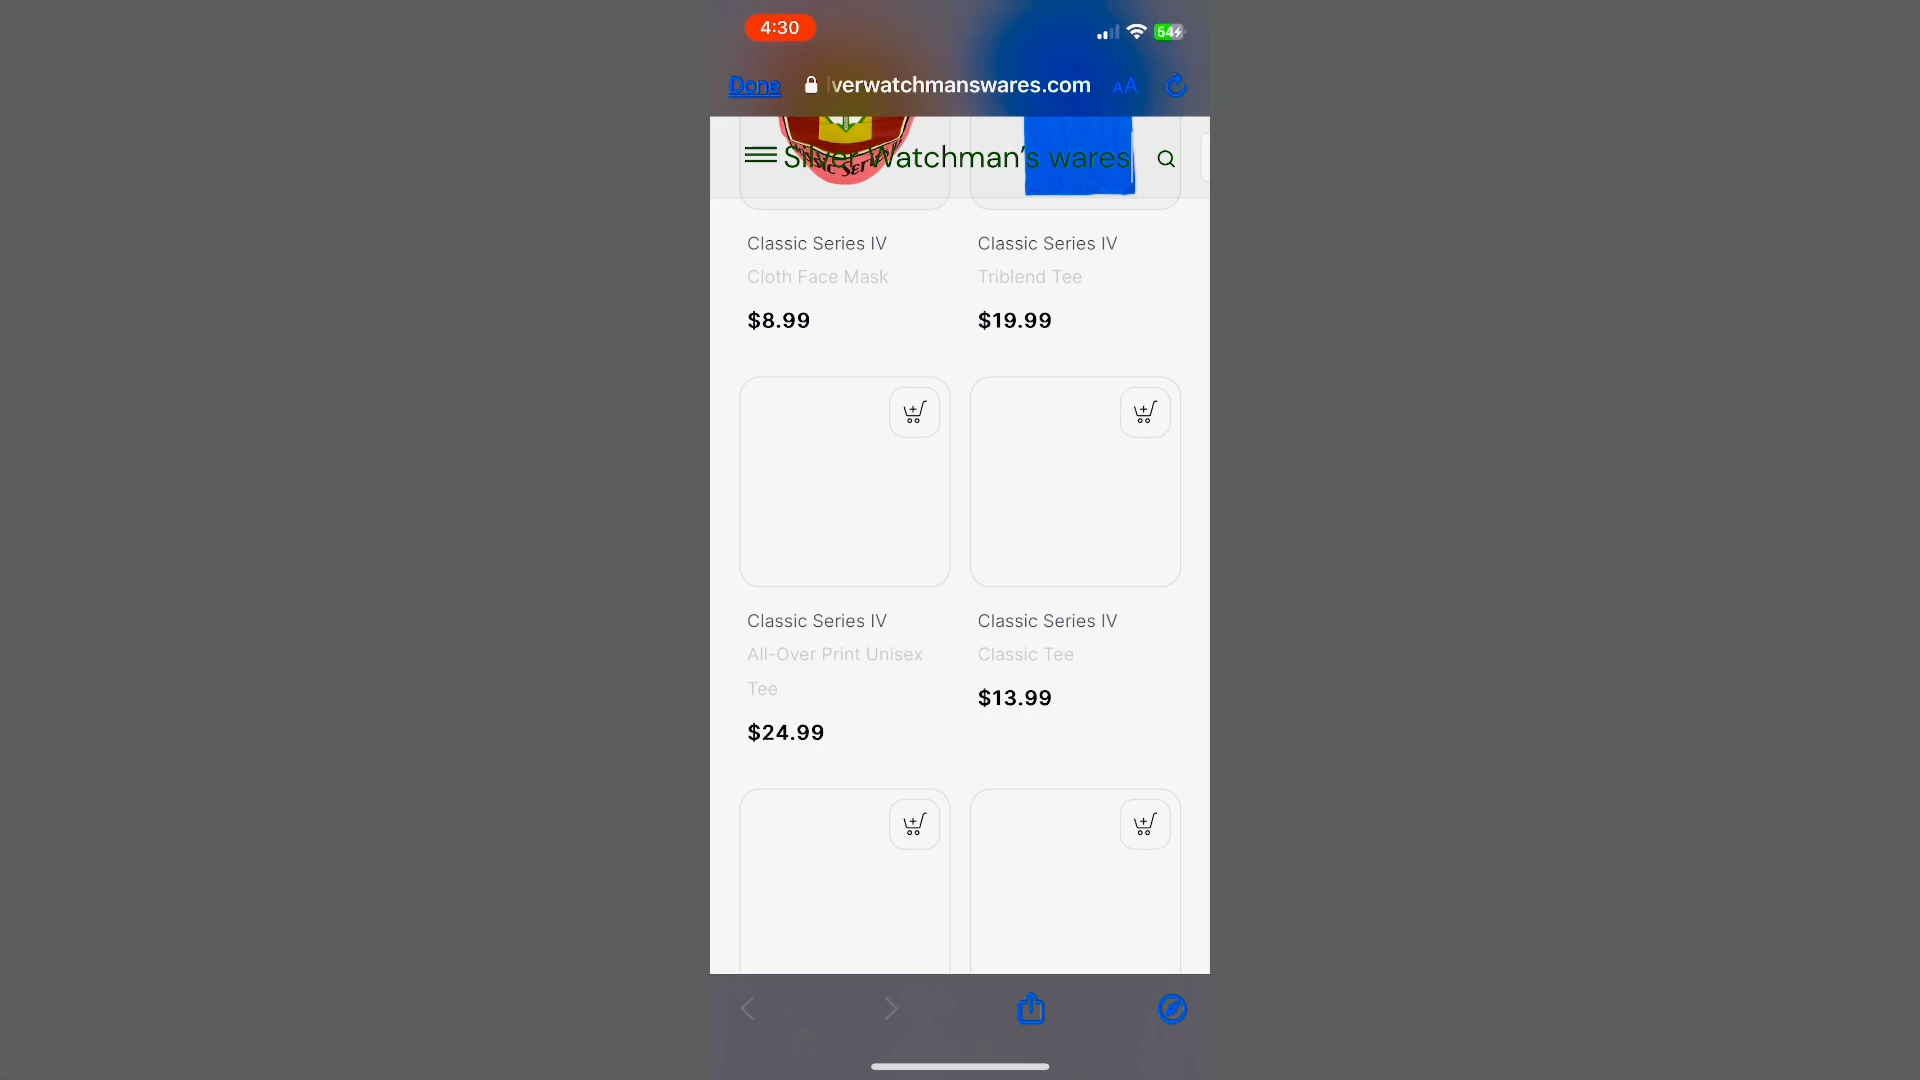 4:30
54
Done
verwatchmanswares.com
AA
Silver Watchman's wares
Classic Series IV
Cloth Face Mask
$8.99
Classic Series IV
Triblend Tee
$19.99
Classic Series IV
All-Over Print Unisex
Tee
$24.99
Classic Series IV
Classic Tee
$13.99